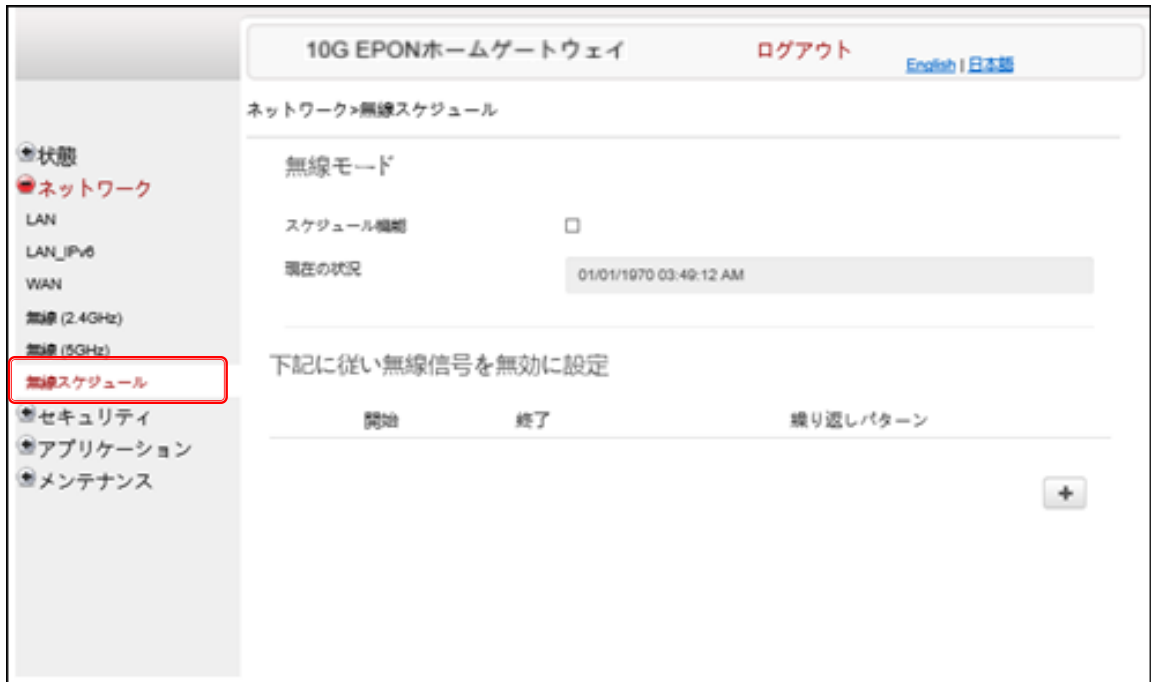 10G EPONホームゲートウェイ
ログアウト
English | 日本語
ネットワーク>無線スケジュール
状態
ネットワーク
LAN
LAN_IPv6
WAN
無線 (2.4GHz)
無線 (5GHz)
無線スケジュール
セキュリティ
アプリケーション
メンテナンス
無線モード
スケジュール機能
現在の状況
01/01/1970 03:49:12 AM
下記に従い無線信号を無効に設定
開始 終了 繰り返しパターン